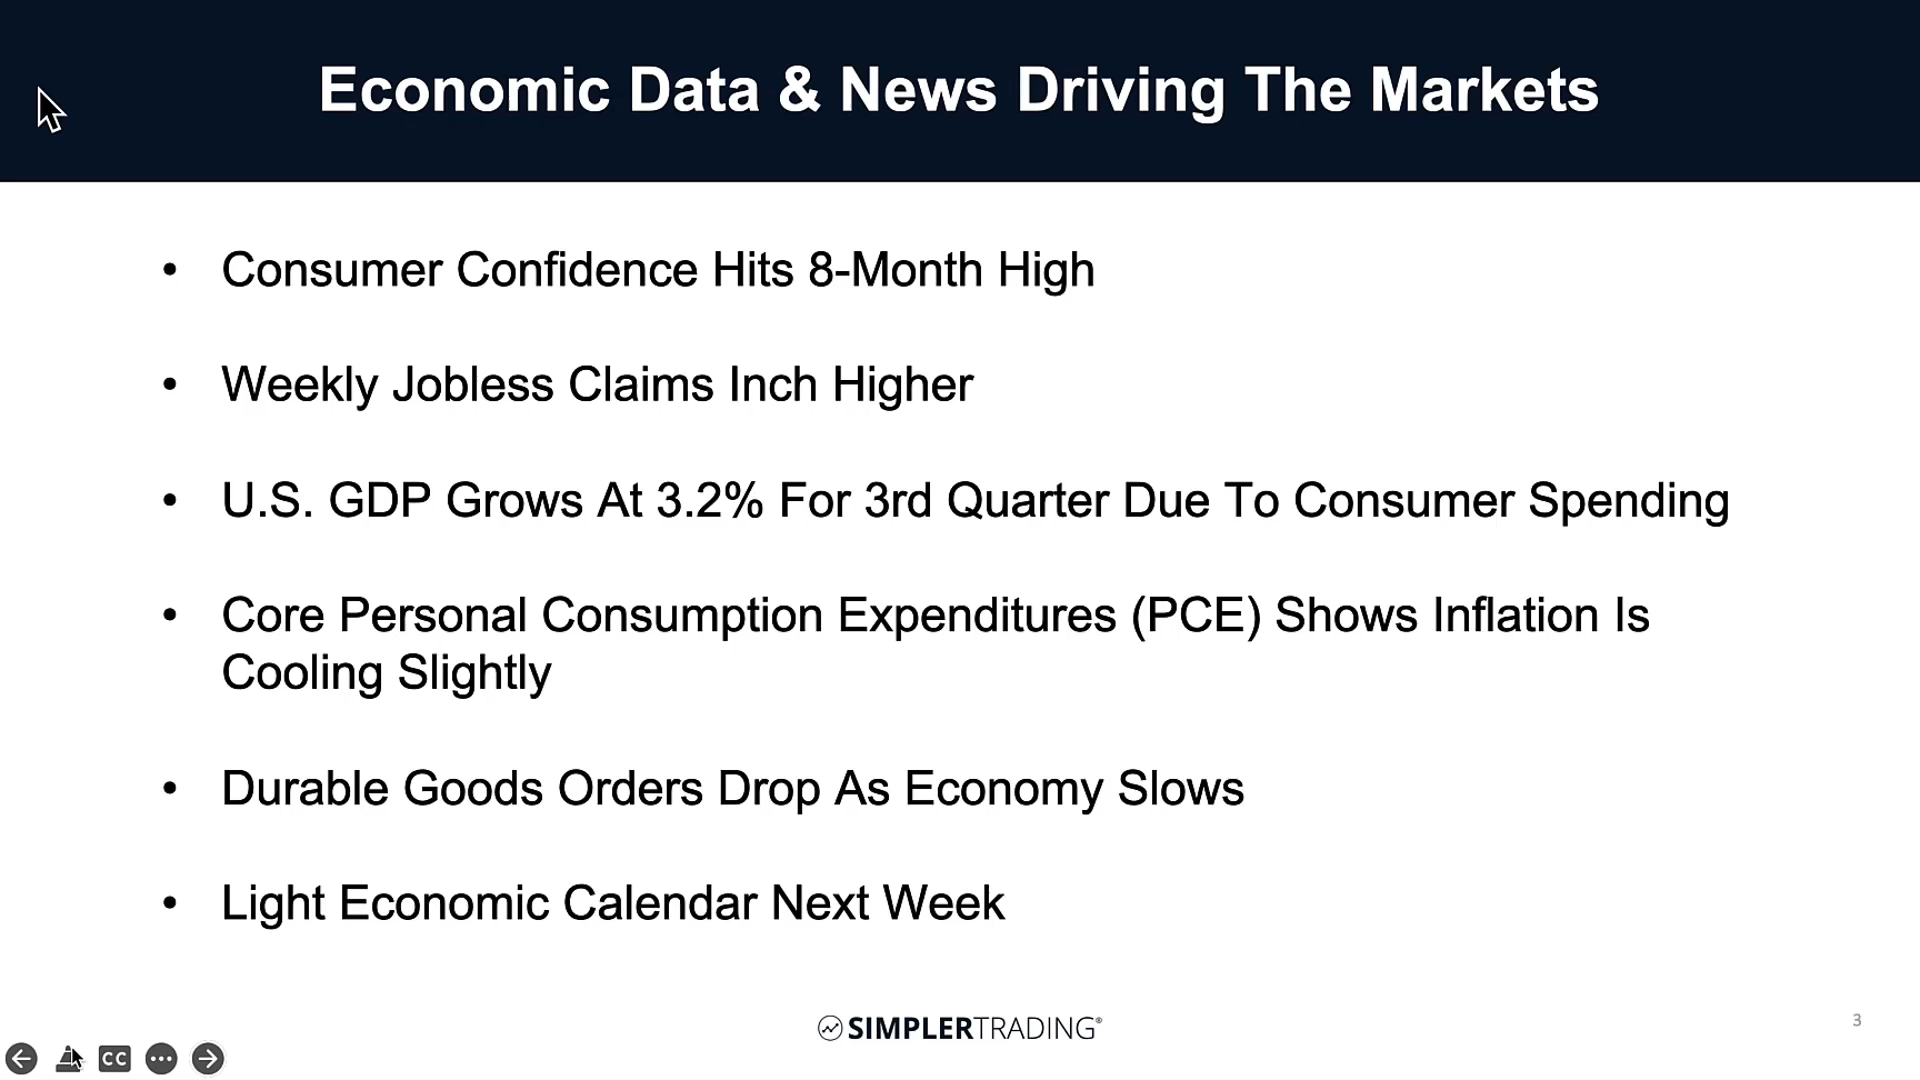 Economic Data & News Driving The Markets
• Consumer Confidence Hits 8-Month High
• Weekly Jobless Claims Inch Higher
• U.S. GDP Grows At 3.2% For 3rd Quarter Due To Consumer Spending
• Core Personal Consumption Expenditures (PCE) Shows Inflation Is
Cooling Slightly
• Durable Goods Orders Drop As Economy Slows
• Light Economic Calendar Next Week
SIMPLERTRADING®
3
CC